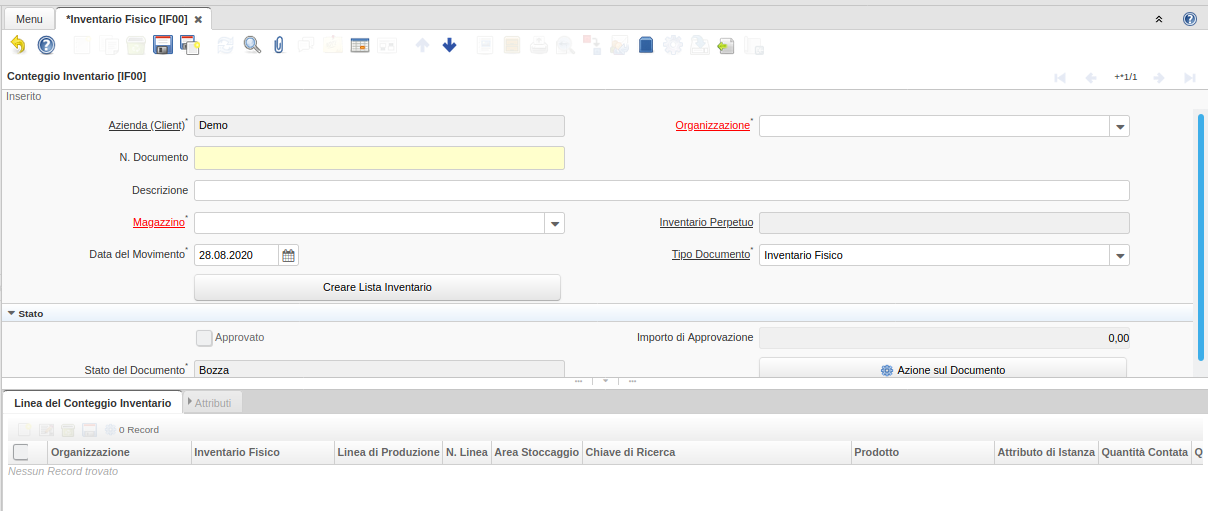 Menu *Inventario Fisico [IF00]
Conteggio Inventario [IF00] +*1/1
Inserito
Azienda (Client)* Demo Organizzazione*
N. Documento
Descrizione
Magazzino* Inventario Perpetuo
Data del Movimento* 28.08.2020 Tipo Documento* Inventario Fisico
Creare Lista Inventario
Stato
Approvato Importo di Approvazione 0,00
Stato del Documento* Bozza Azione sul Documento
Linea del Conteggio Inventario Attributi
0 Record
Organizzazione Inventario Fisico Linea di Produzione N. Linea Area Stoccaggio Chiave di Ricerca Prodotto Attributo di Istanza Quantità Contata Q
Nessun Record trovato